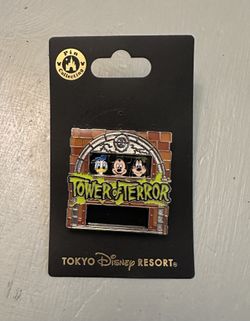 Pin
Collection
TOWER of TERROR
TOKYO Disney RESORT®